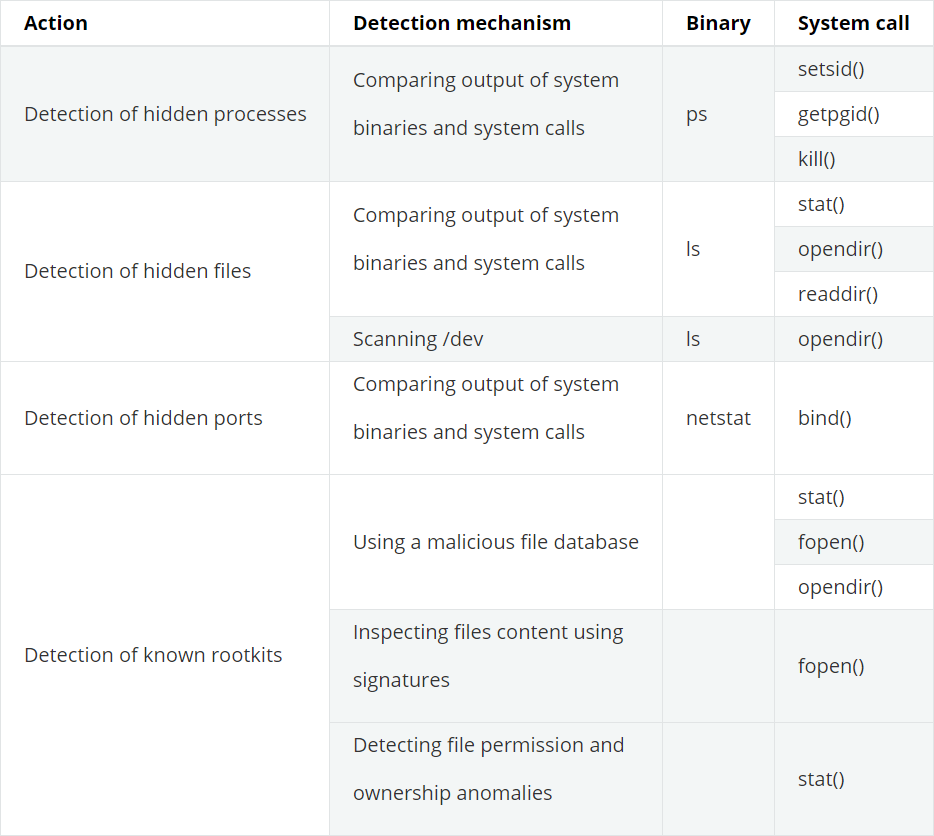 Action Detection mechanism Binary System call
Detection of hidden processes
Comparing output of system
binaries and system calls
ps
setsid()
getpgid()
kill()
Detection of hidden files
Comparing output of system
binaries and system calls
ls
stat()
opendir()
readdir()
Scanning /dev ls opendir()
Detection of hidden ports
Comparing output of system
binaries and system calls
netstat
bind()
Detection of known rootkits
Using a malicious file database
stat()
fopen()
opendir()
Inspecting files content using
signatures
fopen()
Detecting file permission and
ownership anomalies
stat()